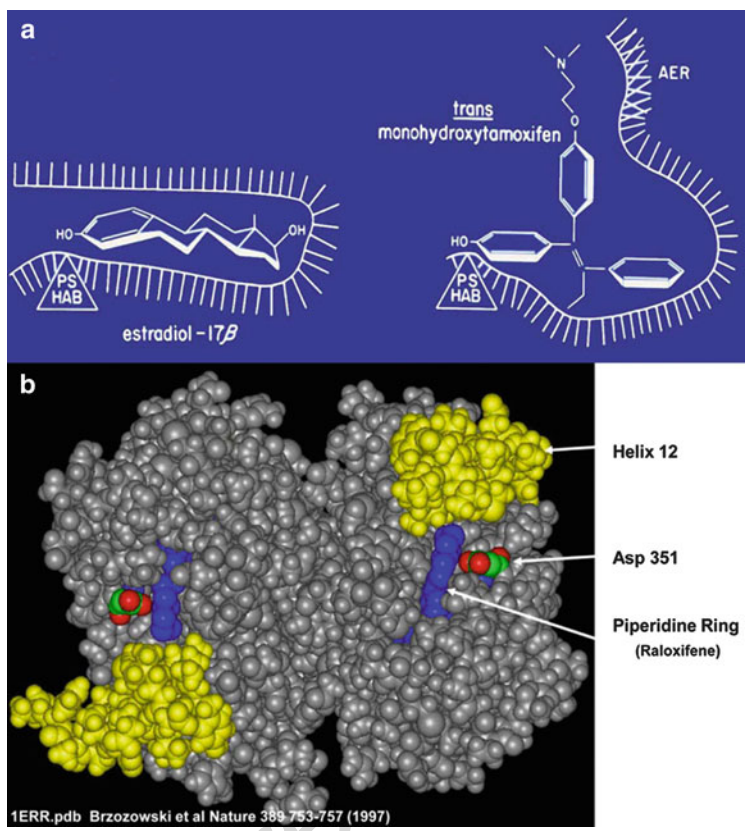 a
AER
N
trans
monohydroxytamoxifen
O
HO
OH
HO
PS
HAB
PS
HAB
estradiol-17β
b
Helix 12
Asp 351
Piperidine Ring
(Raloxifene)
1ERR.pdb Brzozowski et al Nature 389 753-757 (1997)